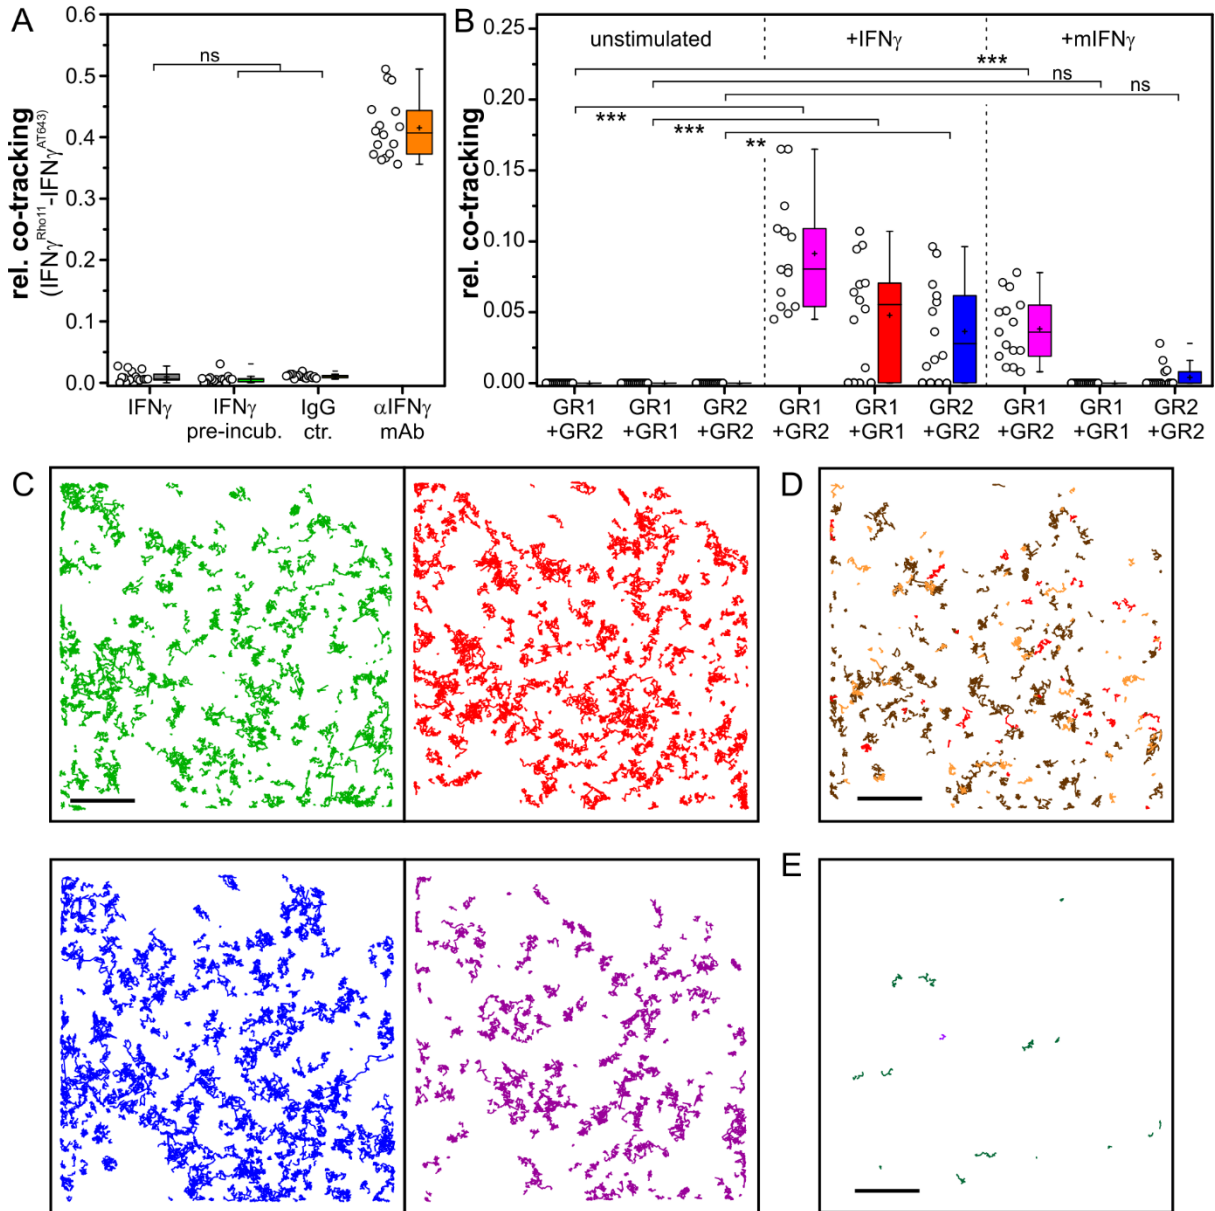 A
rel. co-tracking
(IFNγ^Rho11-IFNγ^AT643)
0.6
0.5
0.4
0.3
0.2
0.1
0.0
ns
IFNγ
IFNγ
pre-incub.
IgG
ctr.
αIFNγ
mAb
B
rel. co-tracking
0.25
0.20
0.15
0.10
0.05
0.00
unstimulated
+IFNγ
+mIFNγ
***
ns
ns
***
***
**
GR1
+GR2
GR1
+GR1
GR2
+GR2
GR1
+GR2
GR1
+GR1
GR2
+GR2
GR1
+GR2
GR1
+GR1
GR2
+GR2
C
D
E